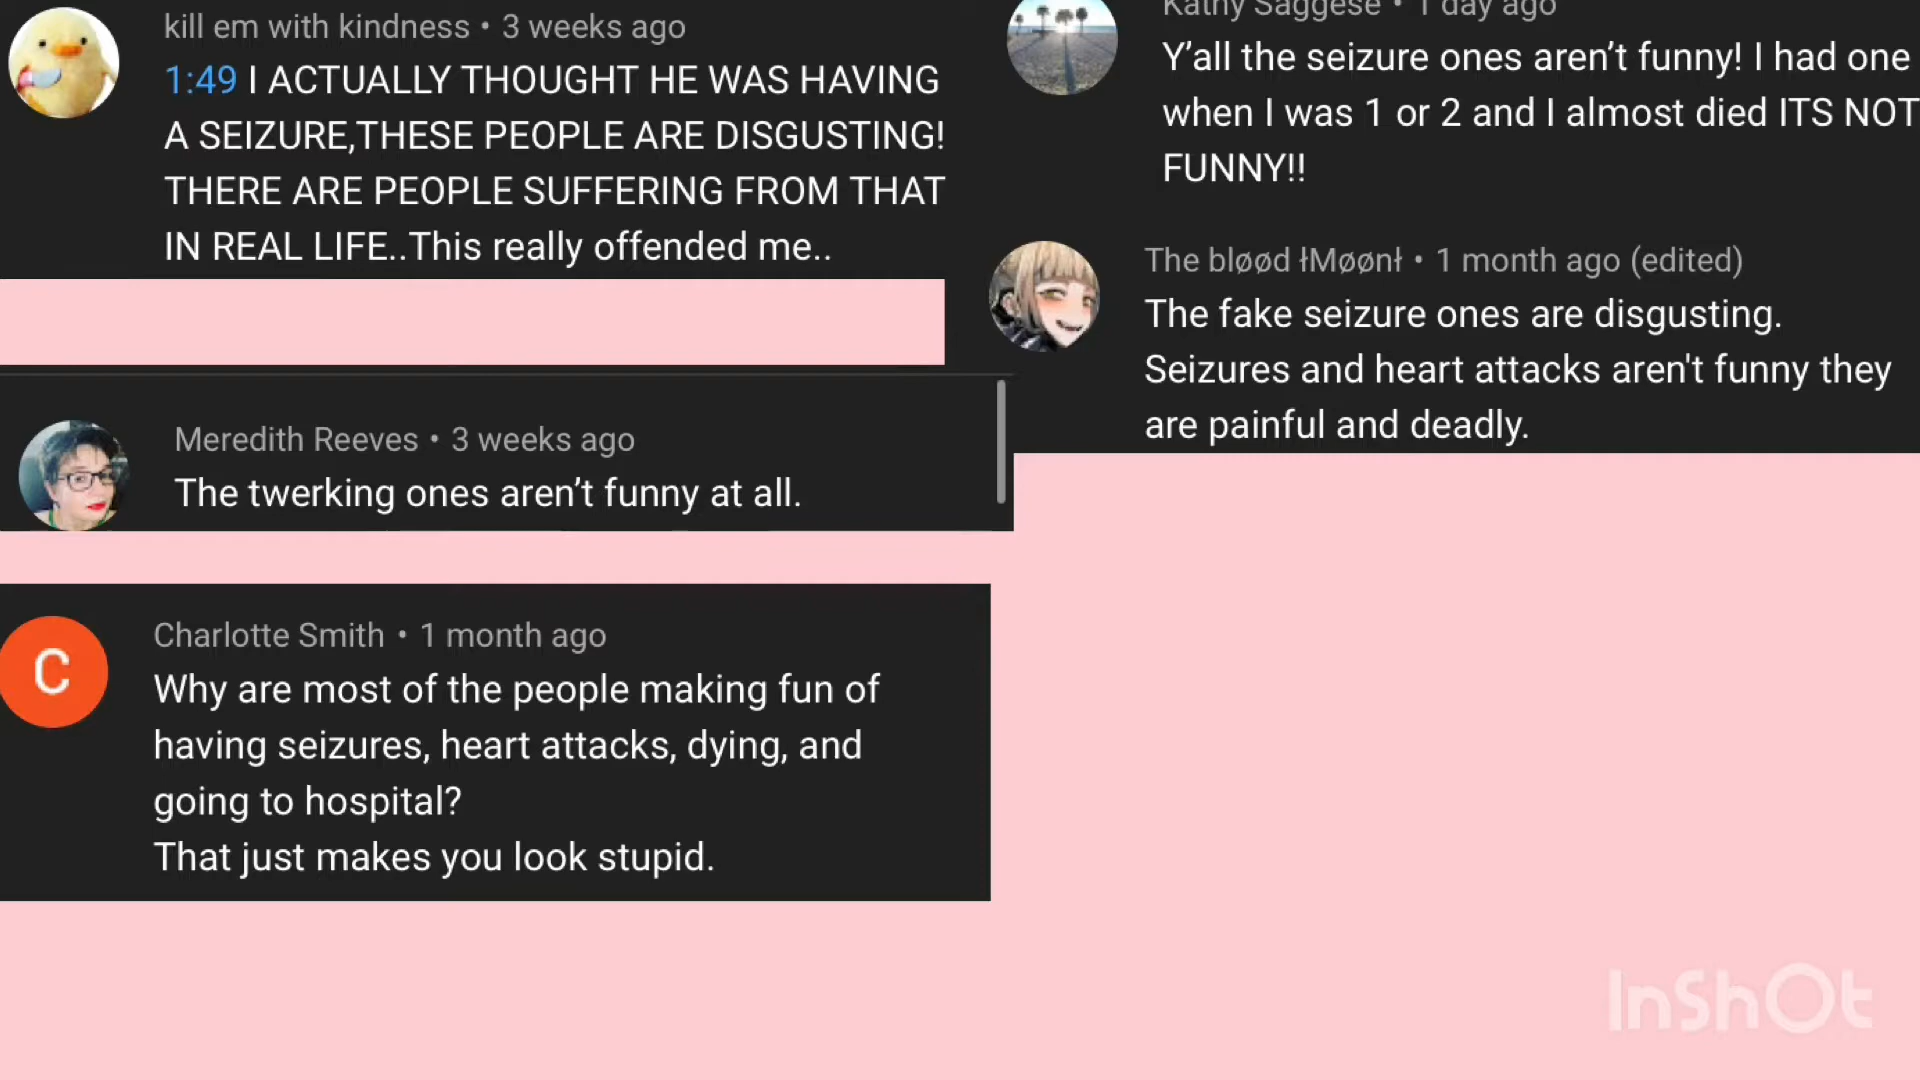 kill em with kindness • 3 weeks ago
1:49 I ACTUALLY THOUGHT HE WAS HAVING
A SEIZURE,THESE PEOPLE ARE DISGUSTING!
THERE ARE PEOPLE SUFFERING FROM THAT
IN REAL LIFE..This really offended me..
Meredith Reeves • 3 weeks ago
The twerking ones aren’t funny at all.
C
Charlotte Smith • 1 month ago
Why are most of the people making fun of
having seizures, heart attacks, dying, and
going to hospital?
That just makes you look stupid.
Kathy Saggese • 1 day ago
Y’all the seizure ones aren’t funny! I had one
when I was 1 or 2 and I almost died ITS NOT
FUNNY!!
The bløød łMøønł • 1 month ago (edited)
The fake seizure ones are disgusting.
Seizures and heart attacks aren't funny they
are painful and deadly.
InShOt